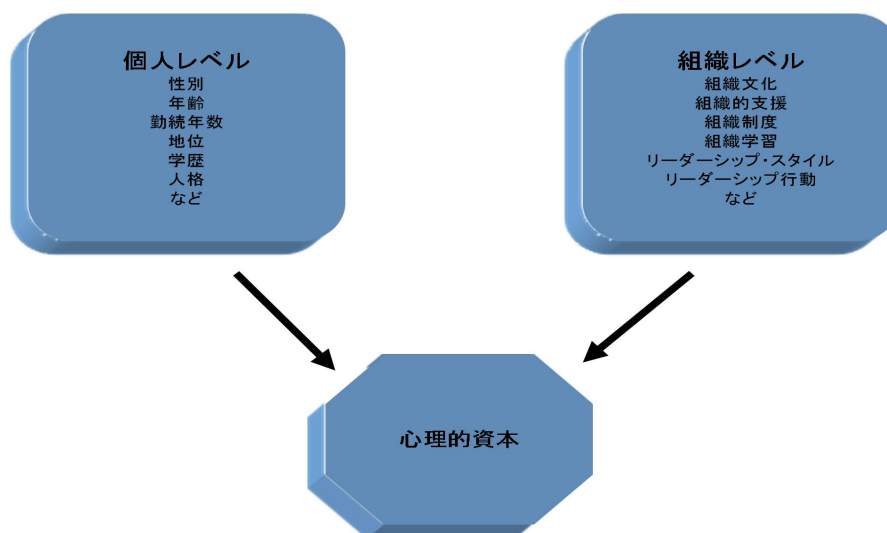 個人レベル
性別
年齢
勤続年数
地位
学歴
人格
など
組織レベル
組織文化
組織的支援
組織制度
組織学習
リーダーシップ・スタイル
リーダーシップ行動
など
心理的資本